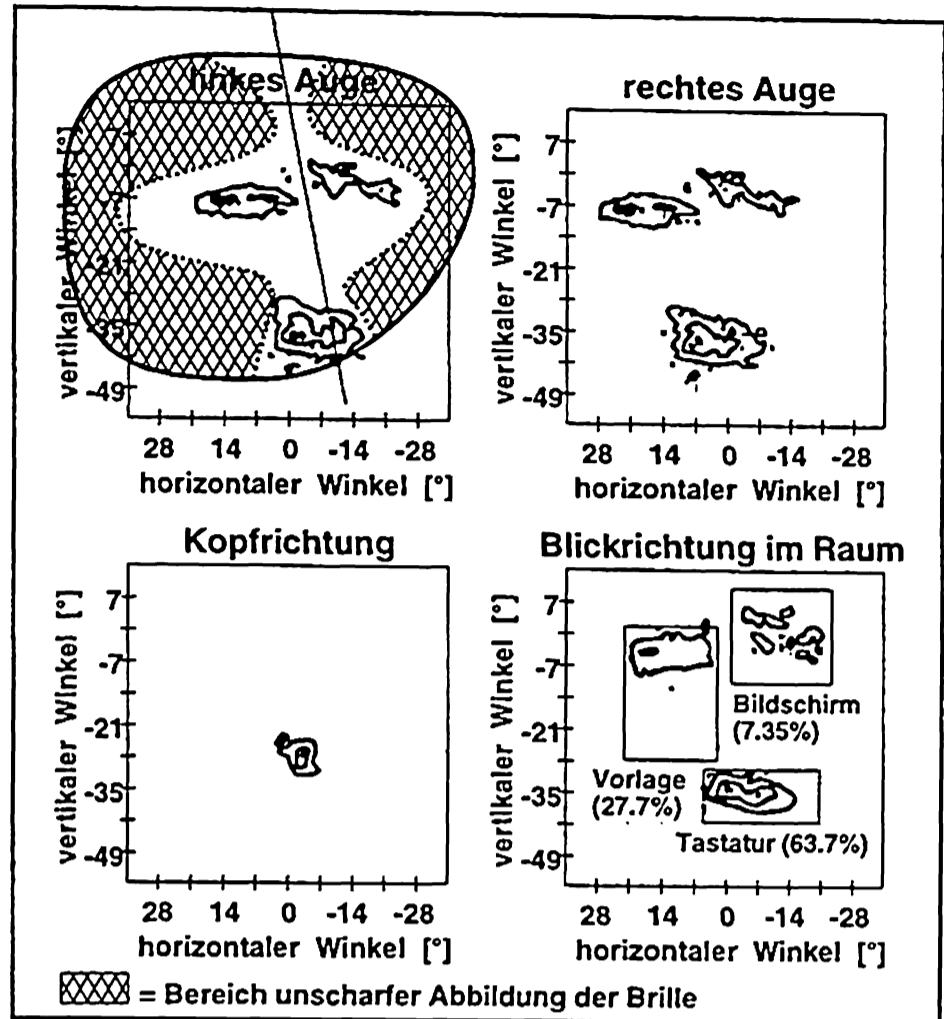 linkes Auge
vertikaler Winkel [°]
7
-7
-21
-35
-49
28 14 0 -14 -28
horizontaler Winkel [°]
rechtes Auge
vertikaler Winkel [°]
7
-7
-21
-35
-49
28 14 0 -14 -28
horizontaler Winkel [°]
Kopfrichtung
vertikaler Winkel [°]
7
-7
-21
-35
-49
28 14 0 -14 -28
horizontaler Winkel [°]
Blickrichtung im Raum
vertikaler Winkel [°]
7
-7
-21
-35
-49
Bildschirm
(7.35%)
Vorlage
(27.7%)
Tastatur (63.7%)
28 14 0 -14 -28
horizontaler Winkel [°]
= Bereich unscharfer Abbildung der Brille